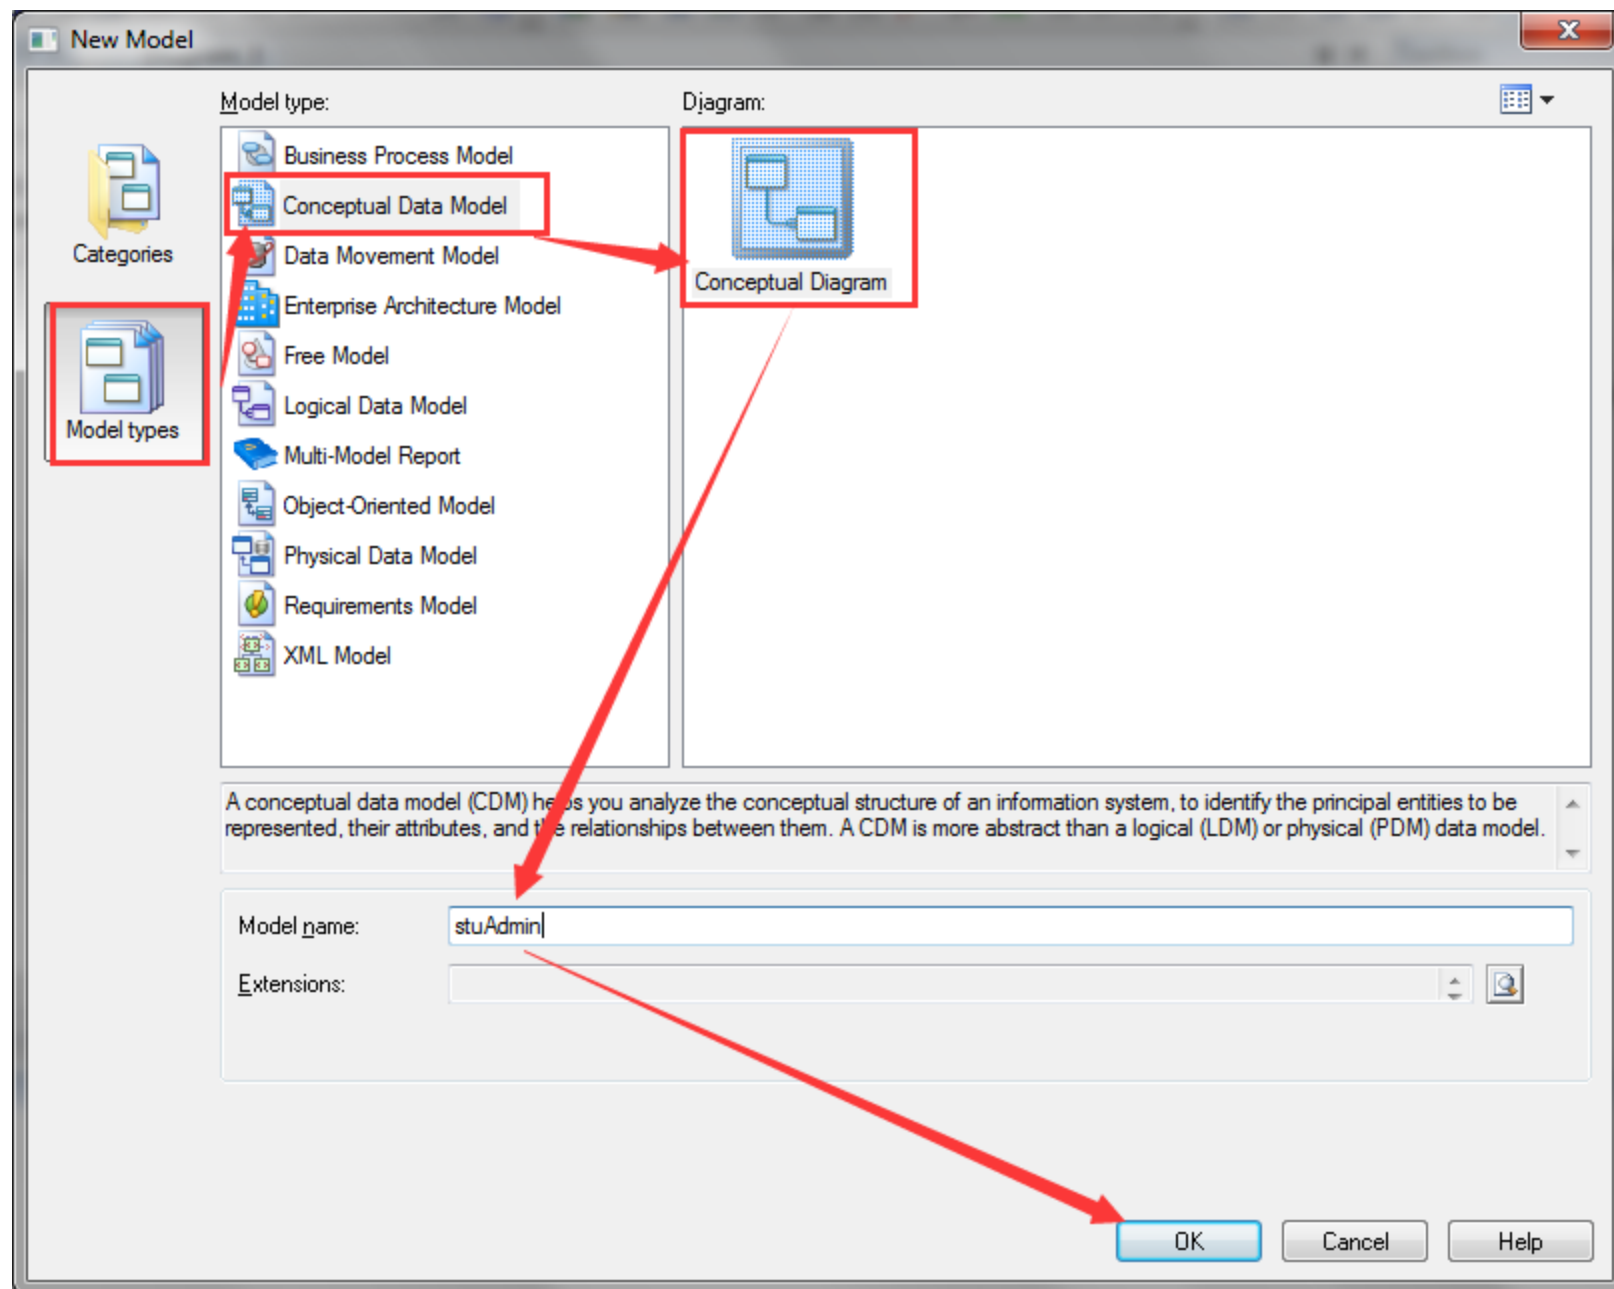 New Model
Model type:
Diagram:
Categories
Model types
Business Process Model
Conceptual Data Model
Data Movement Model
Enterprise Architecture Model
Free Model
Logical Data Model
Multi-Model Report
Object-Oriented Model
Physical Data Model
Requirements Model
XML Model
Conceptual Diagram
A conceptual data model (CDM) helps you analyze the conceptual structure of an information system, to identify the principal entities to be
represented, their attributes, and the relationships between them. A CDM is more abstract than a logical (LDM) or physical (PDM) data model.
Model name:
stuAdmin
Extensions:
OK
Cancel
Help